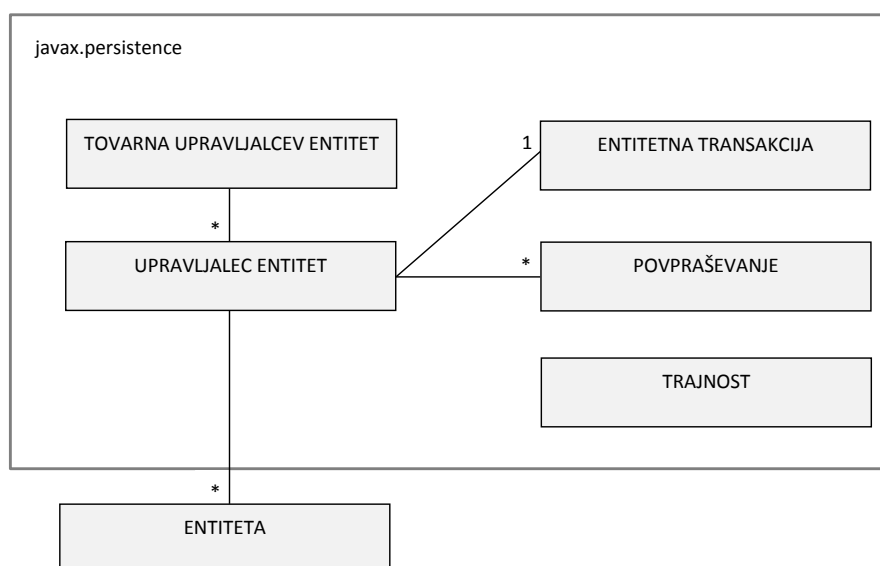 javax.persistence
TOVARNA UPRAVLJALCEV ENTITET
1
ENTITETNA TRANSAKCIJA
*
UPRAVLJALEC ENTITET
*
POVPRAŠEVANJE
TRAJNOST
*
ENTITETA